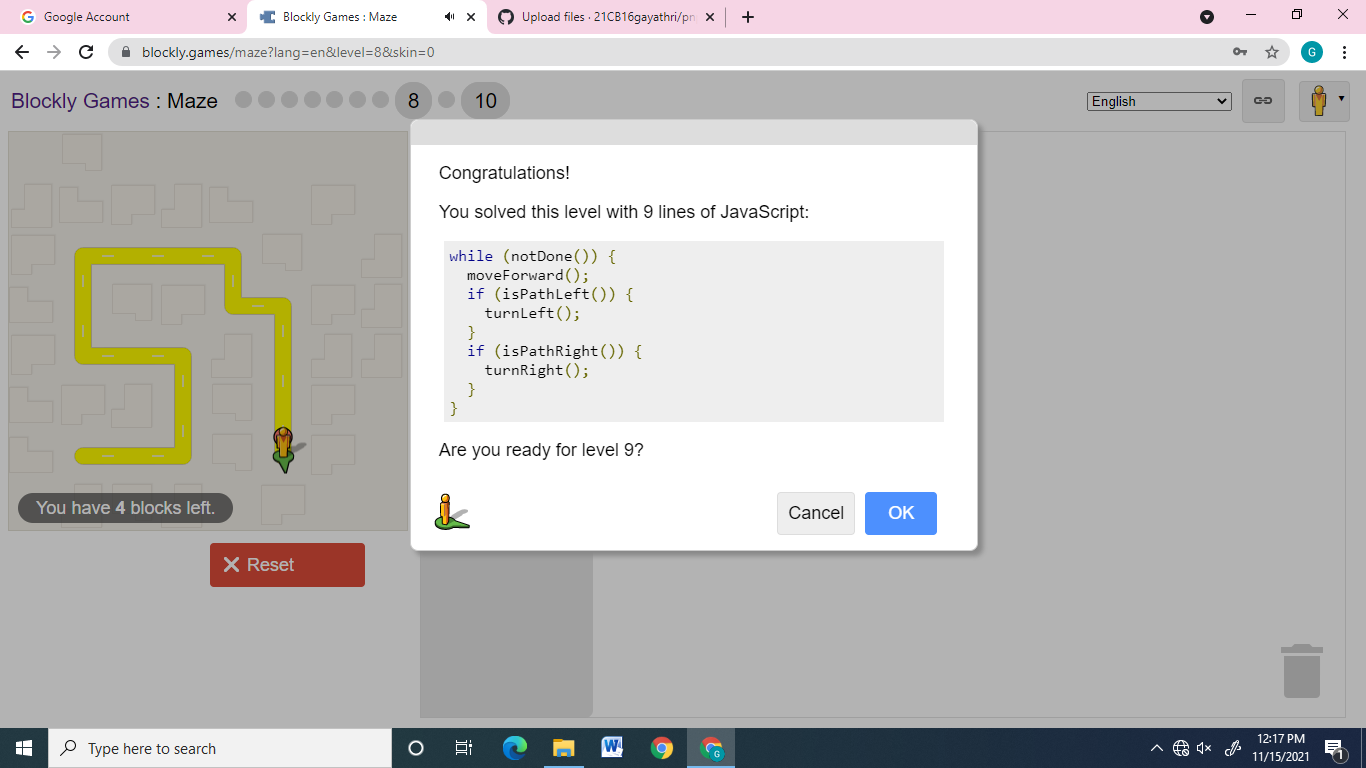 Google Account
Blockly Games : Maze
Upload files · 21CB16gayathri/pn
blockly.games/maze?lang=en&level=8&skin=0
G
Blockly Games : Maze
8
10
English
Congratulations!
You solved this level with 9 lines of JavaScript:
while (notDone()) {
  moveForward();
  if (isPathLeft()) {
    turnLeft();
  }
  if (isPathRight()) {
    turnRight();
  }
}
Are you ready for level 9?
Cancel
OK
You have 4 blocks left.
Reset
Type here to search
G
12:17 PM
11/15/2021
1